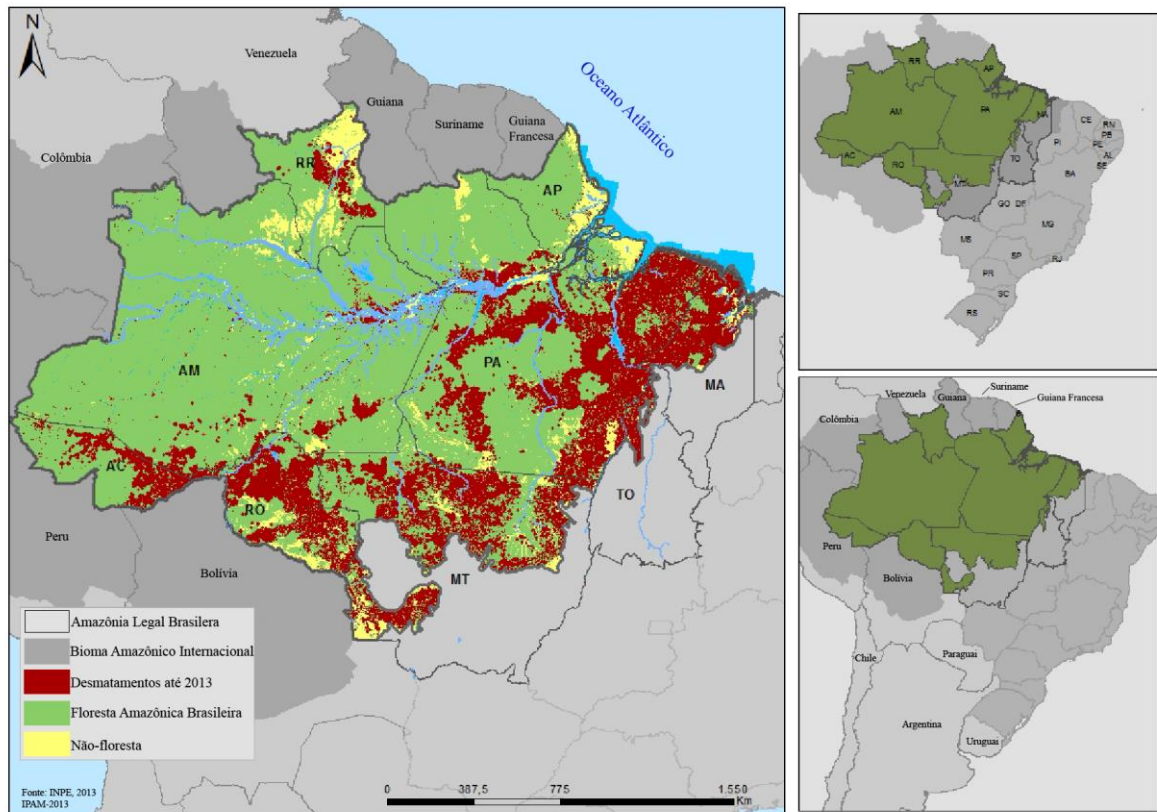 N
Venezuela
Guiana
Suriname
Guiana
Francesa
Oceano Atlântico
Colômbia
RR
AP
AM
PA
MA
AC
RO
TO
MT
Peru
Bolívia
Amazônia Legal Brasilera
Bioma Amazônico Internacional
Desmatamentos até 2013
Floresta Amazônica Brasileira
Não-floresta
Fonte: INPE, 2013
IPAM-2013
0 387,5 775 1.550
Km
RR
AP
AM
PA
MA
CE
RN
PB
PE
AL
SE
PI
AC
RO
TO
BA
MT
GO DF
MG
MS
SP
RJ
PR
SC
RS
Suriname
Venezuela
Guiana
Guiana Francesa
Colômbia
Peru
Bolívia
Paraguai
Chile
Argentina
Uruguai